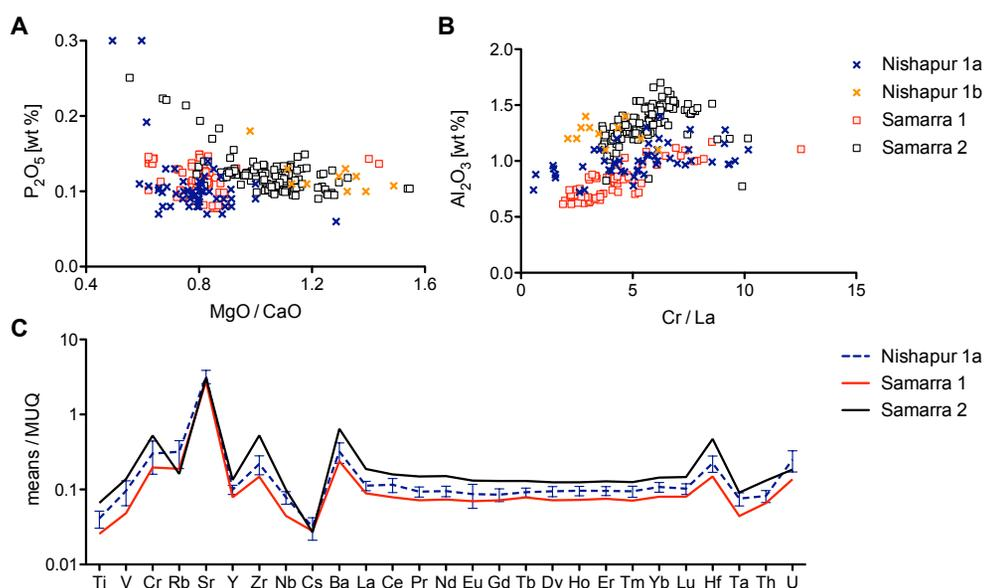 A
0.3
0.2
0.1
0.0
P2O5 [wt %]
0.4
0.8
1.2
1.6
MgO / CaO
B
2.0
1.5
1.0
0.5
0.0
Al2O3 [wt %]
0
5
10
15
Cr / La
Nishapur 1a
Nishapur 1b
Samarra 1
Samarra 2
C
10
1
0.1
0.01
means / MUQ
Ti V Cr Rb Sr Y Zr Nb Cs Ba La Ce Pr Nd Eu Gd Tb Dy Ho Er Tm Yb Lu Hf Ta Th U
Nishapur 1a
Samarra 1
Samarra 2